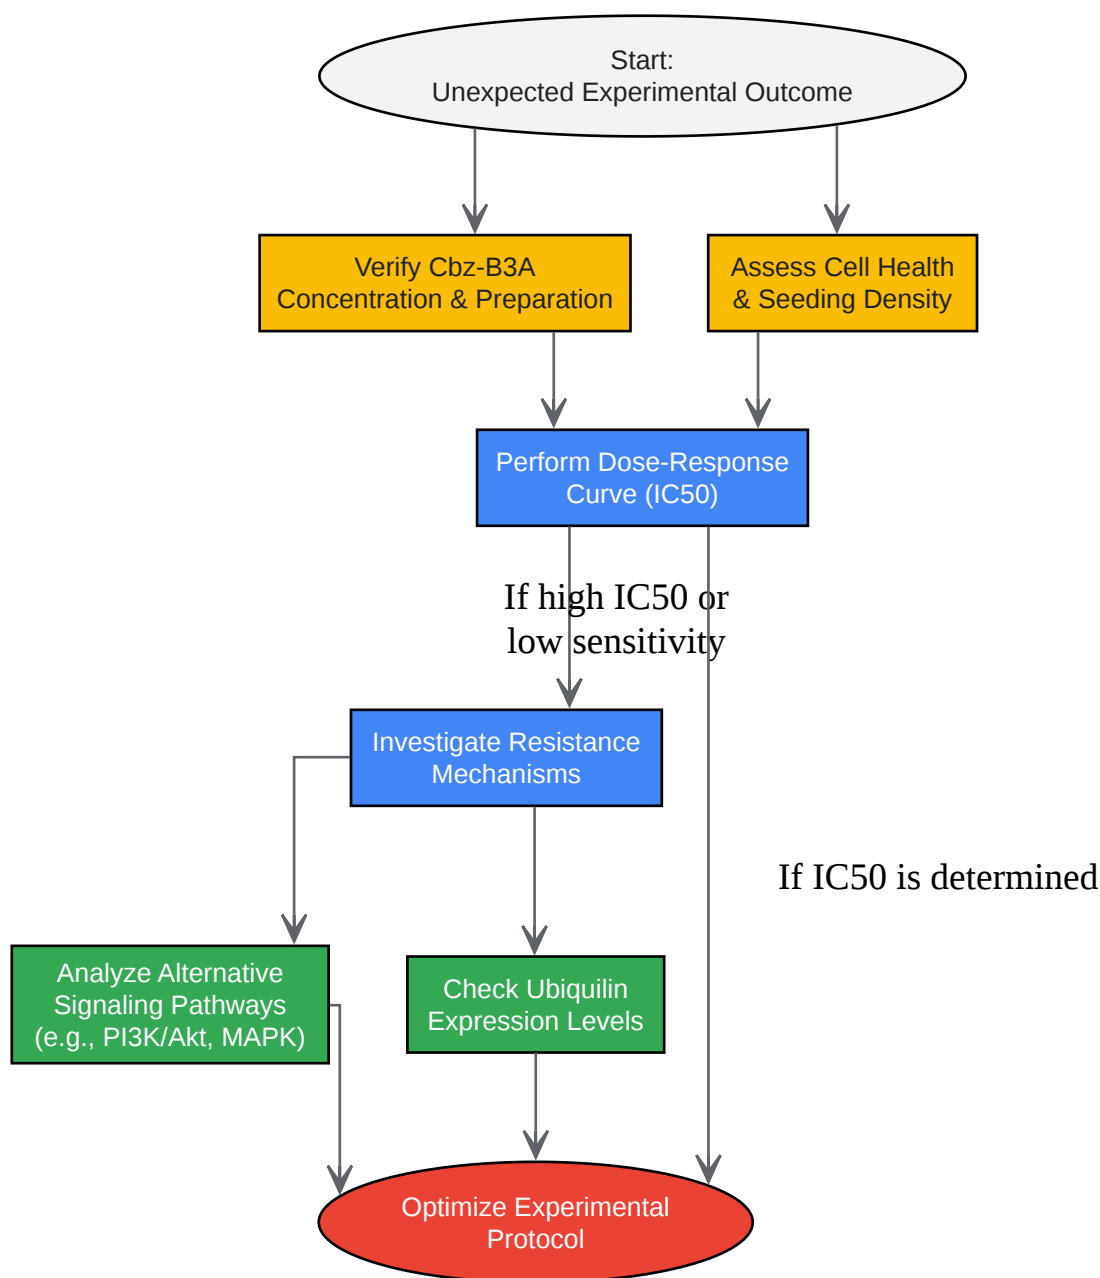 Start:
Unexpected Experimental Outcome
Verify Cbz-B3A
Concentration & Preparation
Assess Cell Health
& Seeding Density
Perform Dose-Response
Curve (IC50)
If high IC50 or
low sensitivity
Investigate Resistance
Mechanisms
If IC50 is determined
Analyze Alternative
Signaling Pathways
(e.g., PI3K/Akt, MAPK)
Check Ubiquilin
Expression Levels
Optimize Experimental
Protocol